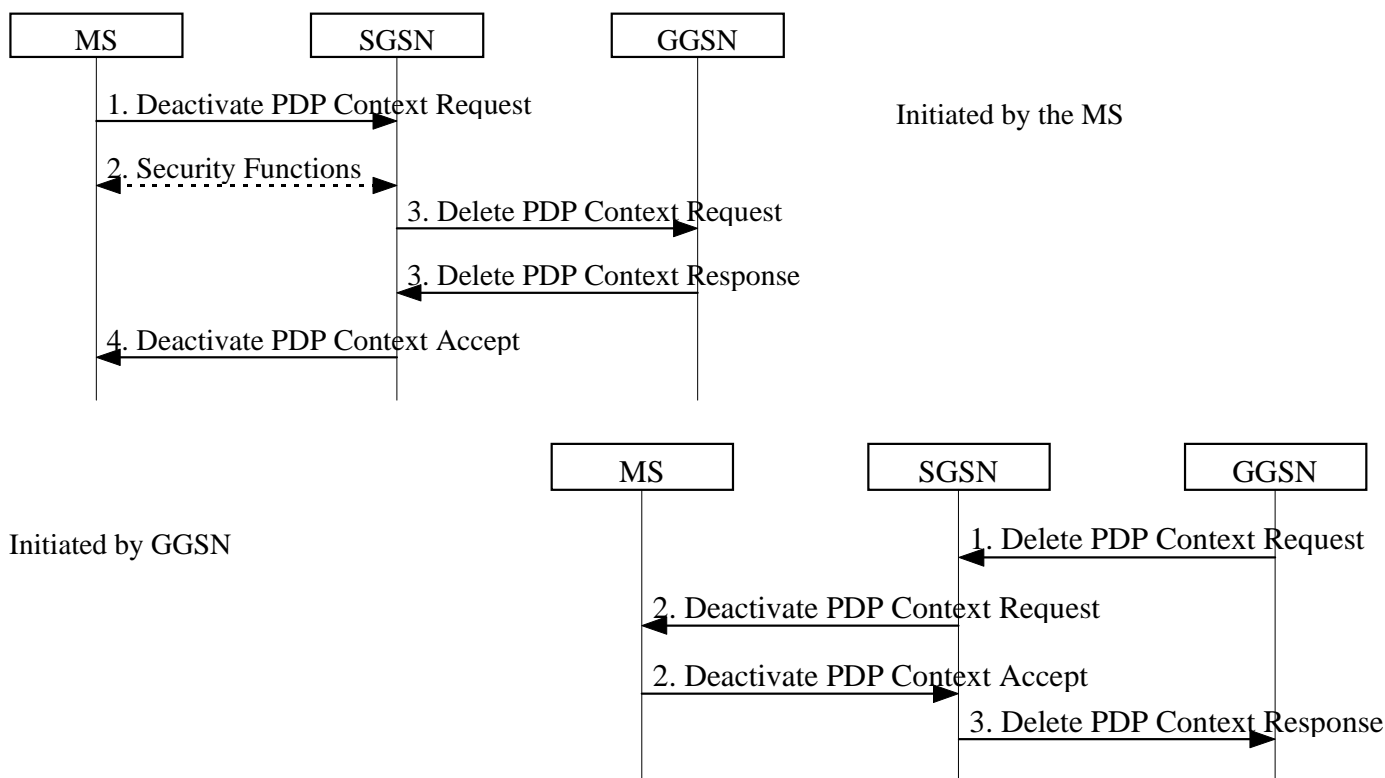 MS SGSN GGSN
1. Deactivate PDP Context Request
Initiated by the MS
2. Security Functions
3. Delete PDP Context Request
3. Delete PDP Context Response
4. Deactivate PDP Context Accept
MS SGSN GGSN
Initiated by GGSN
1. Delete PDP Context Request
2. Deactivate PDP Context Request
2. Deactivate PDP Context Accept
3. Delete PDP Context Response